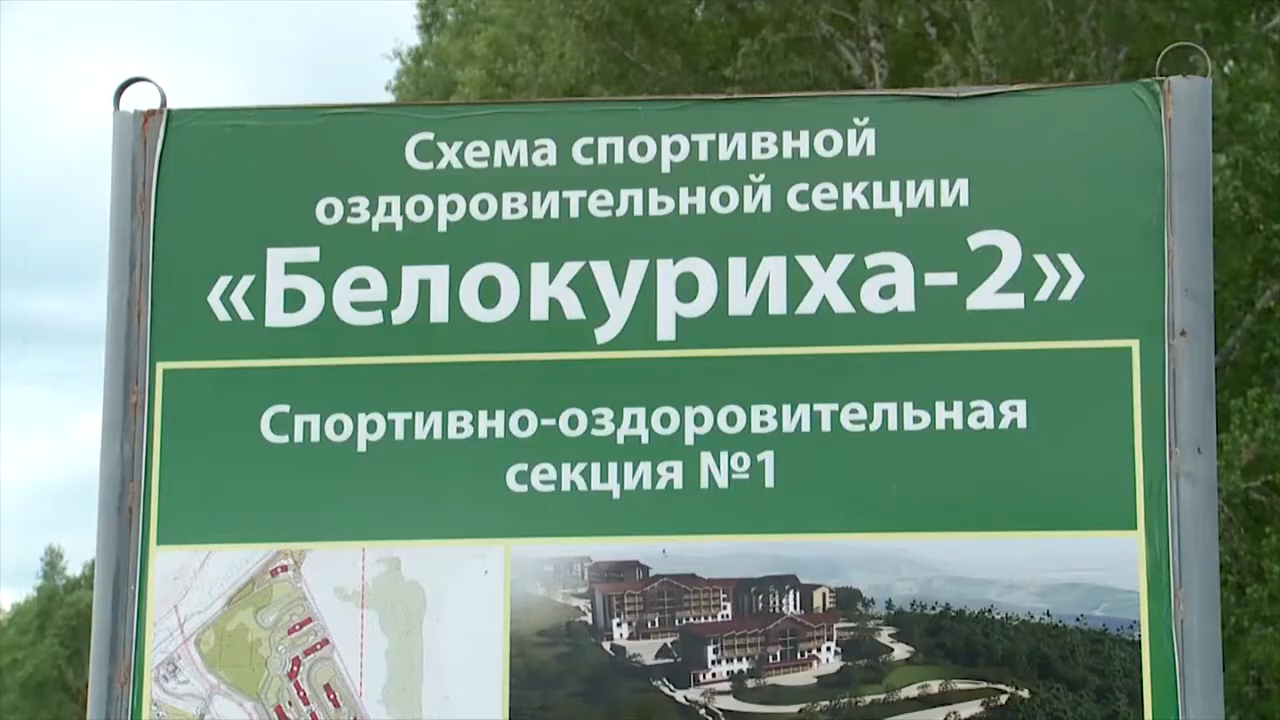 Схема спортивной
оздоровительной секции
«Белокуриха-2»
Спортивно-оздоровительная
секция №1